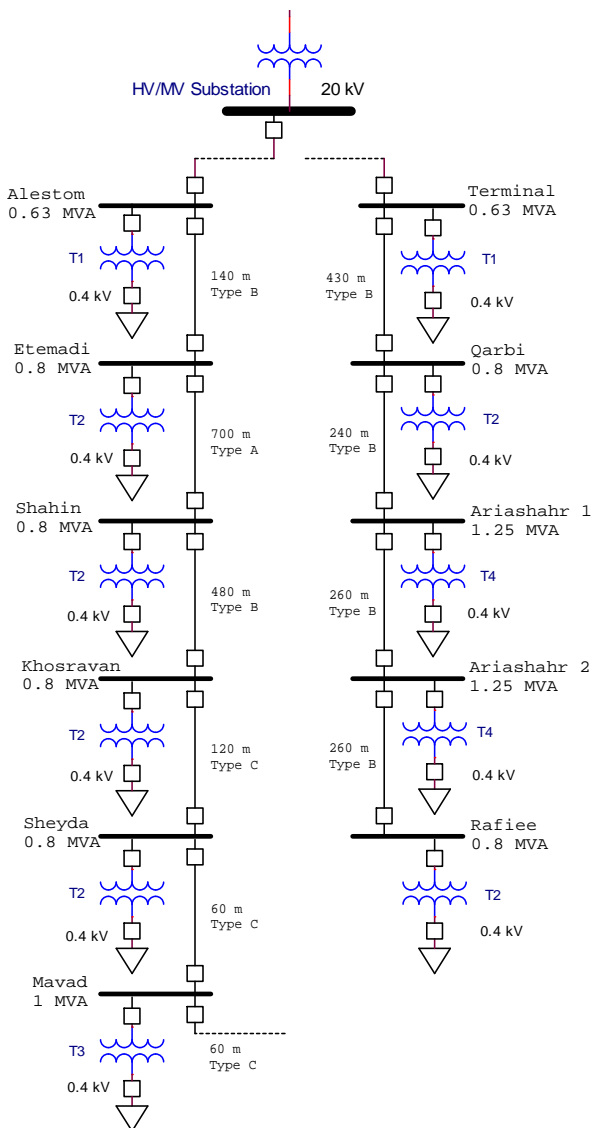 HV/MV Substation 20 kV
Alestom
0.63 MVA
T1
0.4 kV
140 m
Type B
Etemadi
0.8 MVA
T2
0.4 kV
700 m
Type A
Shahin
0.8 MVA
T2
0.4 kV
480 m
Type B
Khosravan
0.8 MVA
T2
0.4 kV
120 m
Type C
Sheyda
0.8 MVA
T2
0.4 kV
60 m
Type C
Mavad
1 MVA
T3
0.4 kV
60 m
Type C
Terminal
0.63 MVA
T1
0.4 kV
430 m
Type B
Qarbi
0.8 MVA
T2
0.4 kV
240 m
Type B
Ariashahr 1
1.25 MVA
T4
0.4 kV
260 m
Type B
Ariashahr 2
1.25 MVA
T4
0.4 kV
260 m
Type B
Rafiee
0.8 MVA
T2
0.4 kV